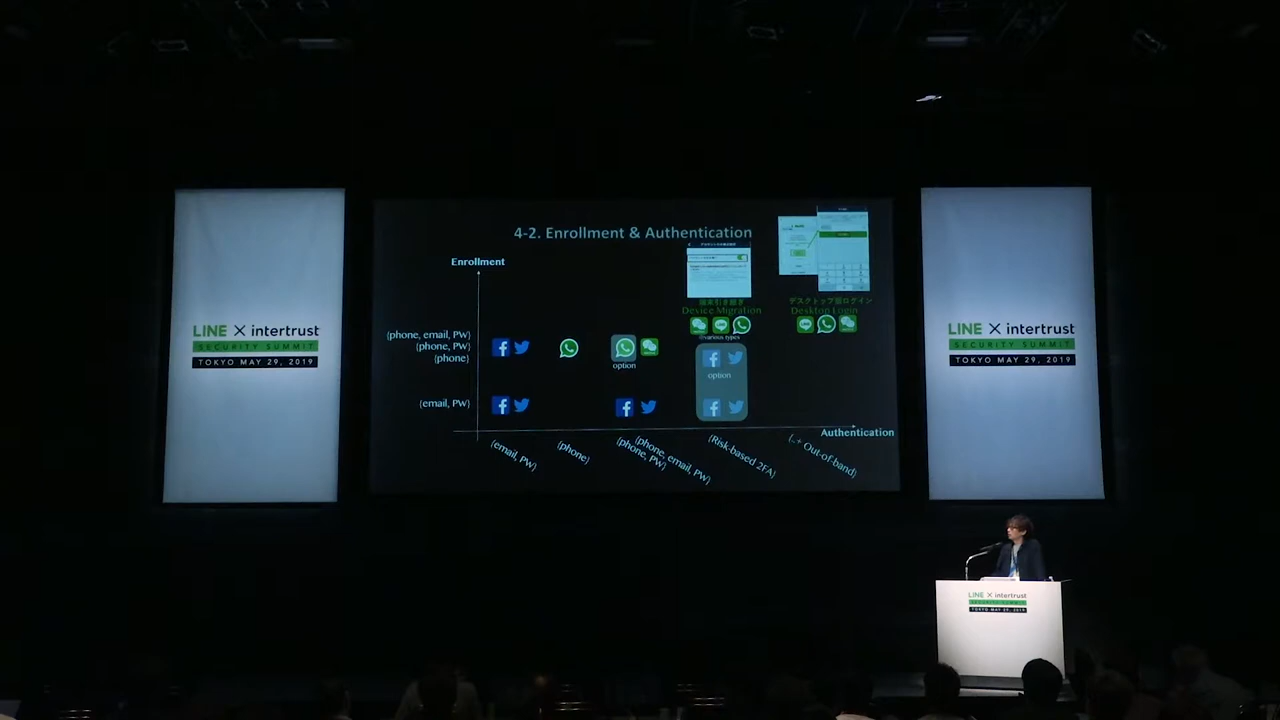 LINE × intertrust
SECURITY SUMMIT
TOKYO MAY 29, 2019
4-2. Enrollment & Authentication
Enrollment
端末引き継ぎ
Device Migration
※various types
デスクトップ版ログイン
Desktop Login
(phone, email, PW)
(phone, PW)
(phone)
option
option
(email, PW)
Authentication
(email, PW)
(phone)
(phone, email, PW)
(phone, PW)
(Risk-based 2FA)
(..+ Out-of-band)
LINE × intertrust
SECURITY SUMMIT
TOKYO MAY 29, 2019
LINE × intertrust
SECURITY SUMMIT
TOKYO MAY 29, 2019